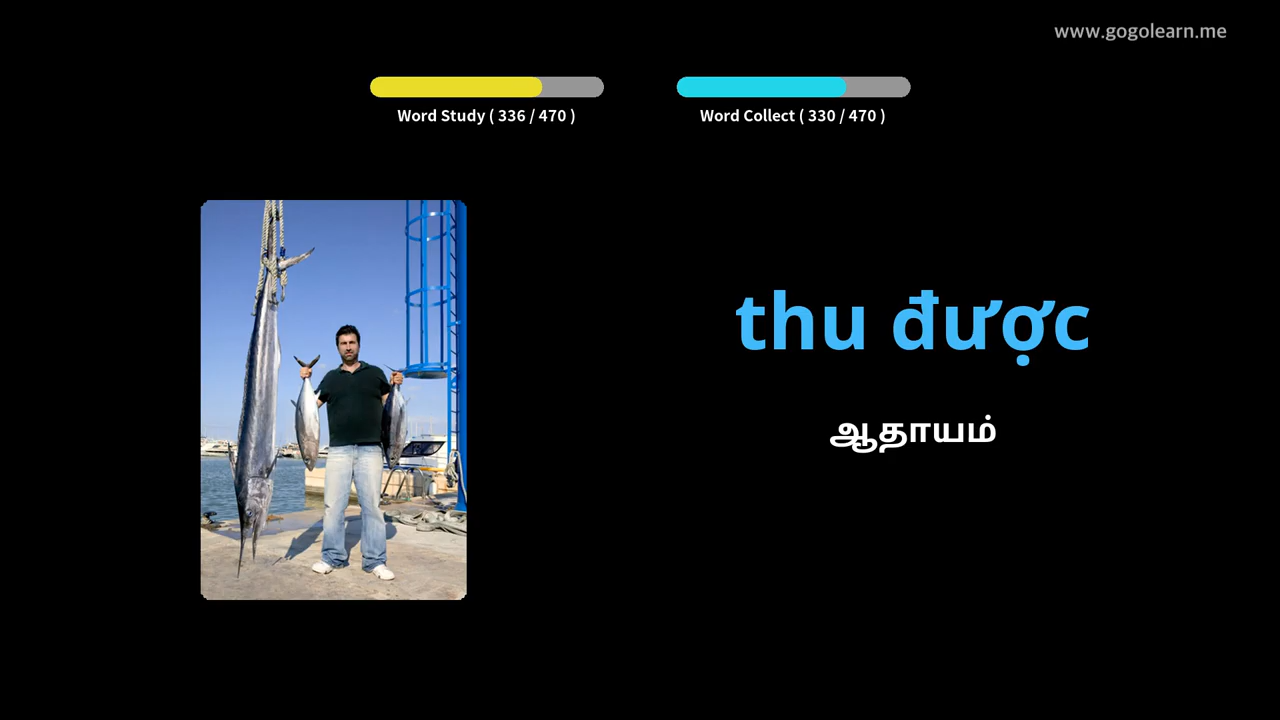 www.gogolearn.me
Word Study ( 336 / 470 )
Word Collect ( 330 / 470 )
thu được
ஆதாயம்